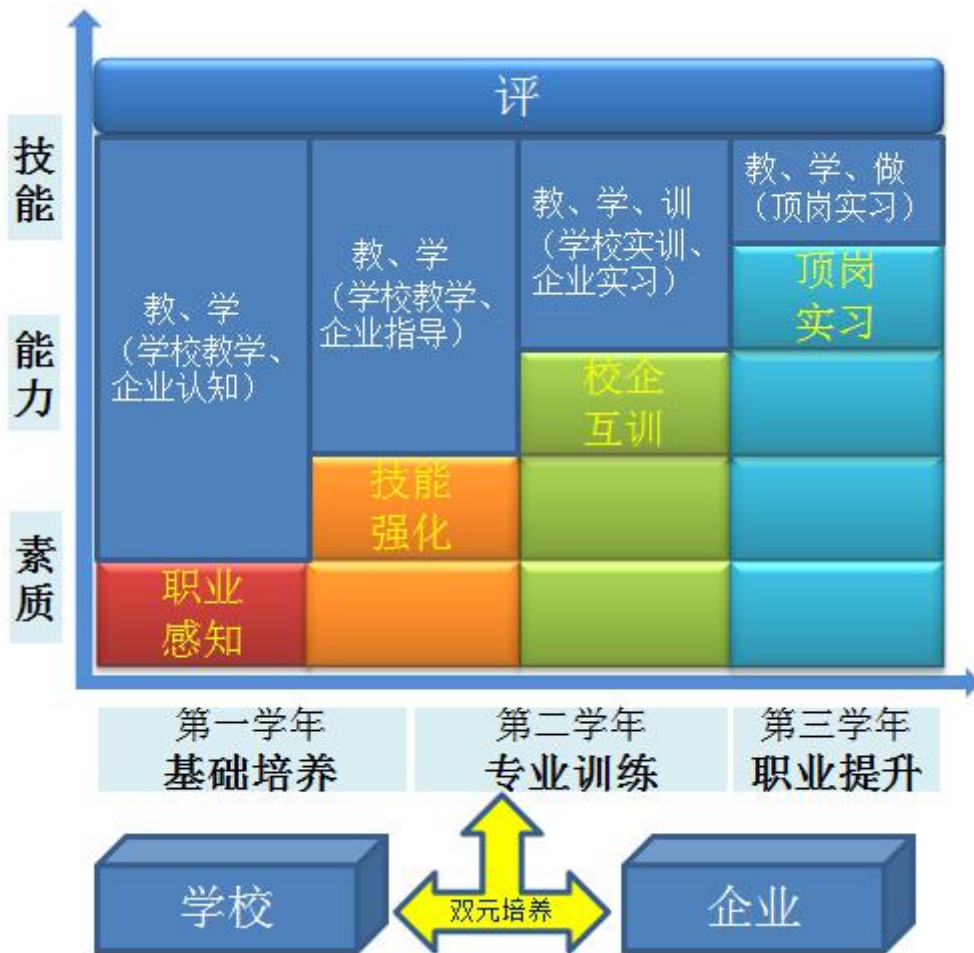 评
技
能
能
力
素
质
教、学
（学校教学、
企业认知）
教、学
（学校教学、
企业指导）
教、学、训
（学校实训、
企业实习）
教、学、做
（顶岗实习）
职业
感知
技能
强化
校企
互训
顶岗
实习
第一学年
基础培养
第二学年
专业训练
第三学年
职业提升
学校
双元培养
企业